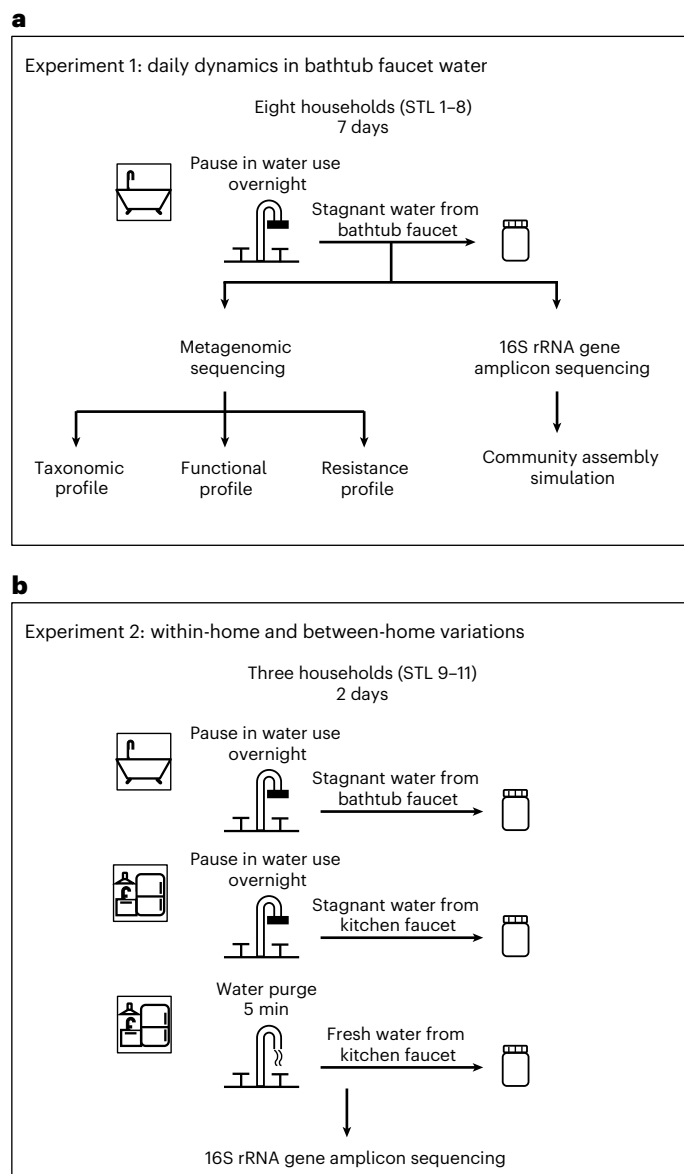 a
Experiment 1: daily dynamics in bathtub faucet water
Eight households (STL 1–8)
7 days
Pause in water use
overnight
Stagnant water from
bathtub faucet
Metagenomic
sequencing
16S rRNA gene
amplicon sequencing
Taxonomic
profile
Functional
profile
Resistance
profile
Community assembly
simulation
b
Experiment 2: within-home and between-home variations
Three households (STL 9–11)
2 days
Pause in water use
overnight
Stagnant water from
bathtub faucet
Pause in water use
overnight
Stagnant water from
kitchen faucet
Water purge
5 min
Fresh water from
kitchen faucet
16S rRNA gene amplicon sequencing